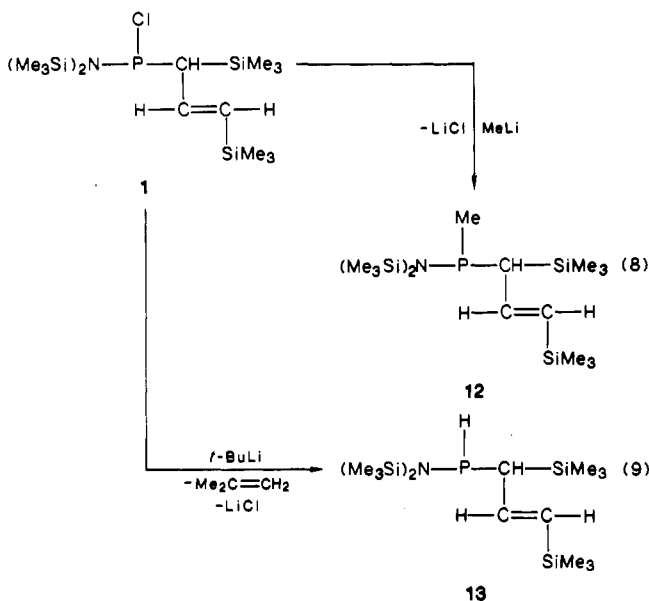 Cl
(Me3Si)2N—P—CH—SiMe3
H—C=C—H
SiMe3
1
-LiCl MeLi
Me
(Me3Si)2N—P—CH—SiMe3 (8)
H—C=C—H
SiMe3
12
t-BuLi
-Me2C=CH2
-LiCl
H
(Me3Si)2N—P—CH—SiMe3 (9)
H—C=C—H
SiMe3
13